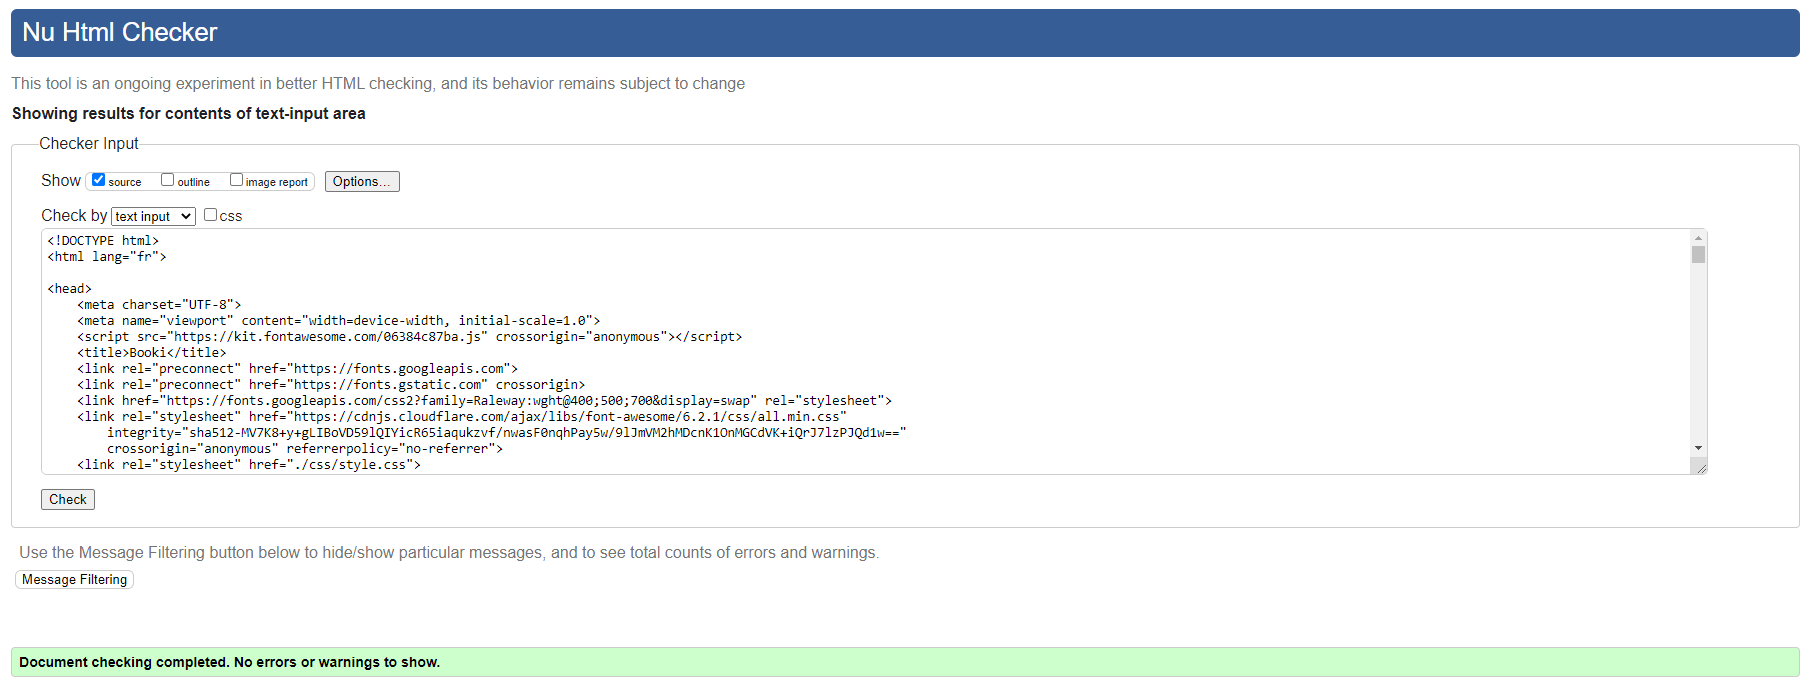 Nu Html Checker
This tool is an ongoing experiment in better HTML checking, and its behavior remains subject to change
Showing results for contents of text-input area
Checker Input
Show source outline image report Options...
Check by text input css
<!DOCTYPE html>
<html lang="fr">
<head>
<meta charset="UTF-8">
<meta name="viewport" content="width=device-width, initial-scale=1.0">
<script src="https://kit.fontawesome.com/06384c87ba.js" crossorigin="anonymous"></script>
<title>Booki</title>
<link rel="preconnect" href="https://fonts.googleapis.com">
<link rel="preconnect" href="https://fonts.gstatic.com" crossorigin>
<link href="https://fonts.googleapis.com/css2?family=Raleway:wght@400;500;700&display=swap" rel="stylesheet">
<link rel="stylesheet" href="https://cdnjs.cloudflare.com/ajax/libs/font-awesome/6.2.1/css/all.min.css"
integrity="sha512-MV7K8+y+gLIBoVD59lQIYicR65iaqukzvf/nwasF0nqhPay5w/9lJmVM2hMDcnK1OnMGCdVK+iQrJ7lzPJQd1w=="
crossorigin="anonymous" referrerpolicy="no-referrer">
<link rel="stylesheet" href="./css/style.css">
Check
Use the Message Filtering button below to hide/show particular messages, and to see total counts of errors and warnings.
Message Filtering
Document checking completed. No errors or warnings to show.